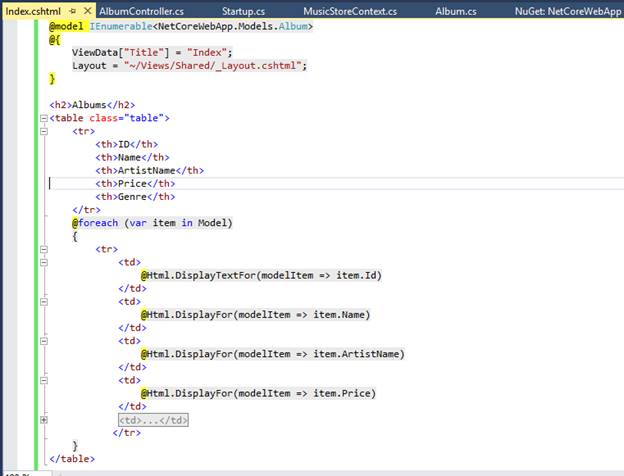 Index.cshtml AlbumController.cs Startup.cs MusicStoreContext.cs Album.cs NuGet: NetCoreWebApp
@model IEnumerable<NetCoreWebApp.Models.Album>
@{
ViewData["Title"] = "Index";
Layout = "~/Views/Shared/_Layout.cshtml";
}
<h2>Albums</h2>
<table class="table">
<tr>
<th>ID</th>
<th>Name</th>
<th>ArtistName</th>
<th>Price</th>
<th>Genre</th>
</tr>
@foreach (var item in Model)
{
<tr>
<td>
@Html.DisplayTextFor(modelItem => item.Id)
</td>
<td>
@Html.DisplayFor(modelItem => item.Name)
</td>
<td>
@Html.DisplayFor(modelItem => item.ArtistName)
</td>
<td>
@Html.DisplayFor(modelItem => item.Price)
</td>
<td>...</td>
</tr>
}
</table>